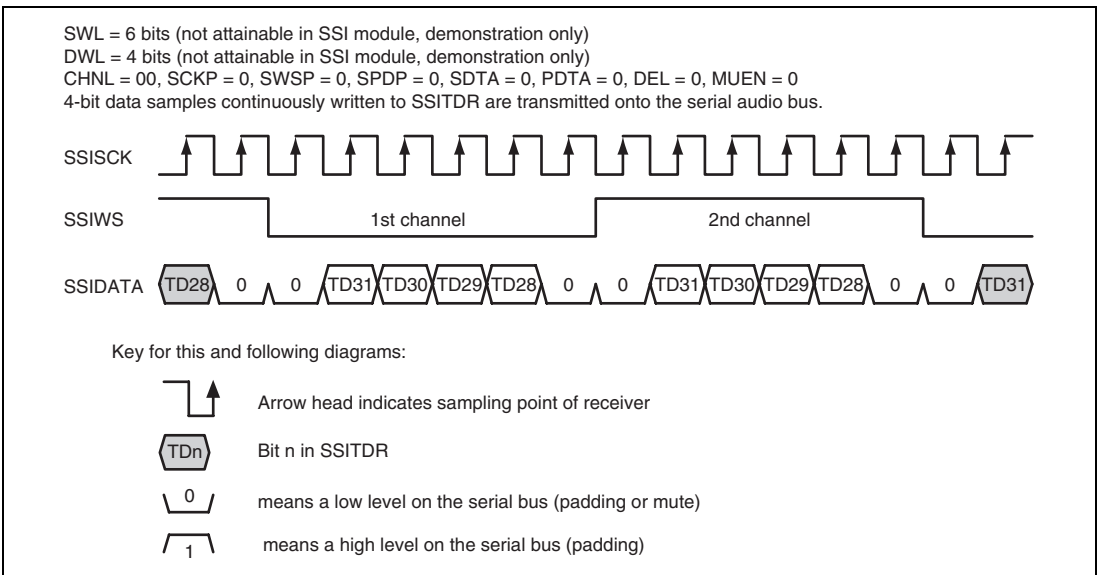 SWL = 6 bits (not attainable in SSI module, demonstration only)
DWL = 4 bits (not attainable in SSI module, demonstration only)
CHNL = 00, SCKP = 0, SWSP = 0, SPDP = 0, SDTA = 0, PDTA = 0, DEL = 0, MUEN = 0
4-bit data samples continuously written to SSITDR are transmitted onto the serial audio bus.
SSISCK
SSIWS 1st channel 2nd channel
SSIDATA TD28 0 0 TD31 TD30 TD29 TD28 0 0 TD31 TD30 TD29 TD28 0 0 TD31
Key for this and following diagrams:
Arrow head indicates sampling point of receiver
TDn Bit n in SSITDR
0 means a low level on the serial bus (padding or mute)
1 means a high level on the serial bus (padding)